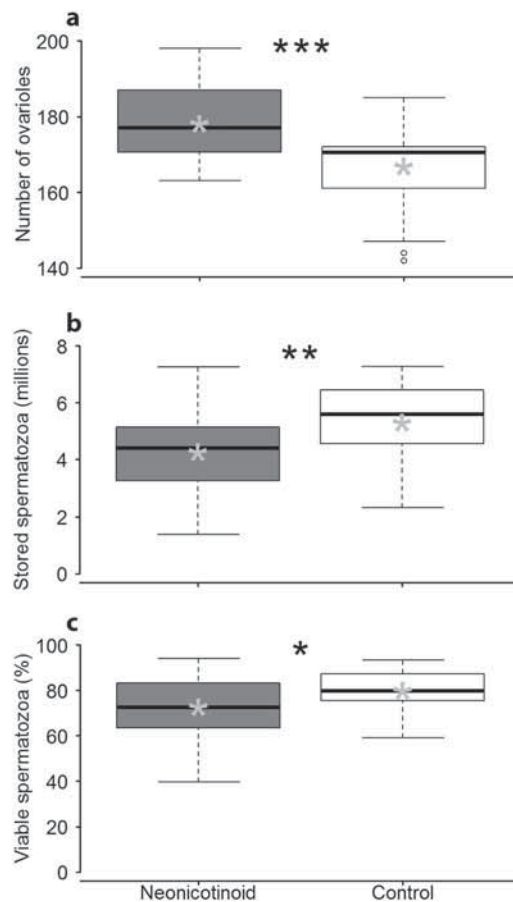 a
***
Number of ovarioles
200
180
160
140
b
**
Stored spermatozoa (millions)
8
6
4
2
0
c
*
Viable spermatozoa (%)
100
80
60
40
20
0
Neonicotinoid Control